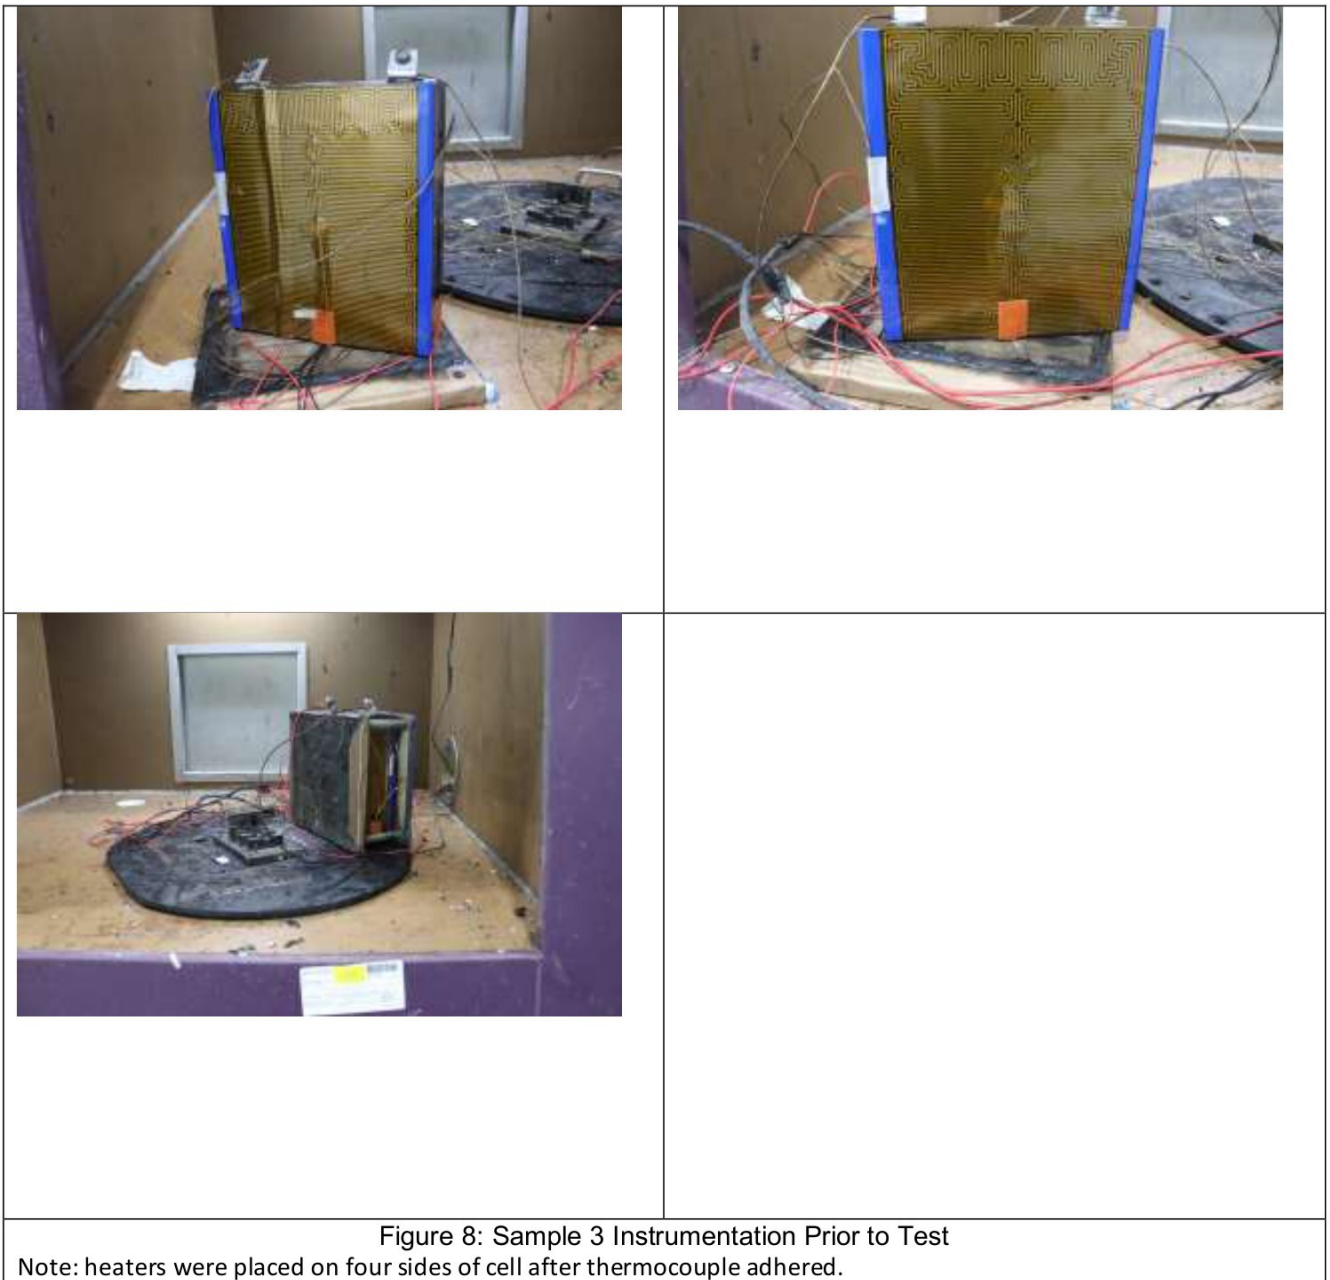 Figure 8: Sample 3 Instrumentation Prior to Test
Note: heaters were placed on four sides of cell after thermocouple adhered.